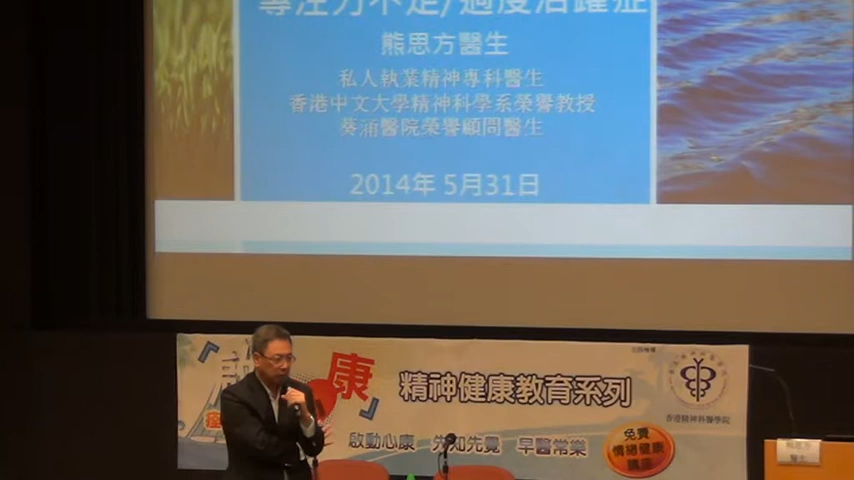 專注力不足/過度活躍症
熊思方醫生
私人執業精神專科醫生
香港中文大學精神科學系榮譽教授
葵涌醫院榮譽顧問醫生
2014年 5月31日
『
康
』
精神健康教育系列
啟動心康 先知先覺 早醫常樂
香港精神科醫學院
免費
情緒健康
講座
醫生